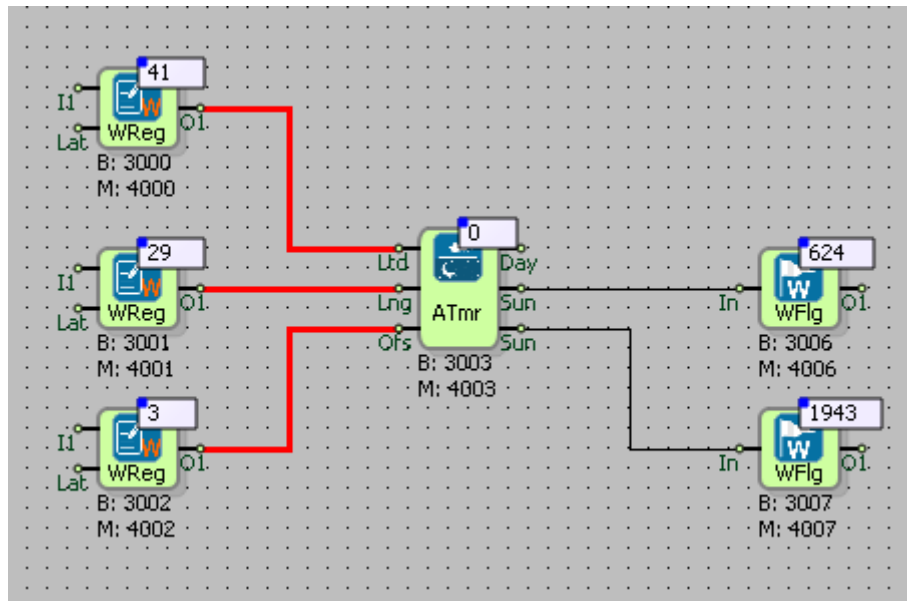 41
I1
O1
Lat
WReg
B: 3000
M: 4000
29
I1
O1
Lat
WReg
B: 3001
M: 4001
3
I1
O1
Lat
WReg
B: 3002
M: 4002
0
Ltd
Day
Lng
Sun
ATmr
Ofs
Sun
B: 3003
M: 4003
624
In
W
O1
WFlg
B: 3006
M: 4006
1943
In
W
O1
WFlg
B: 3007
M: 4007